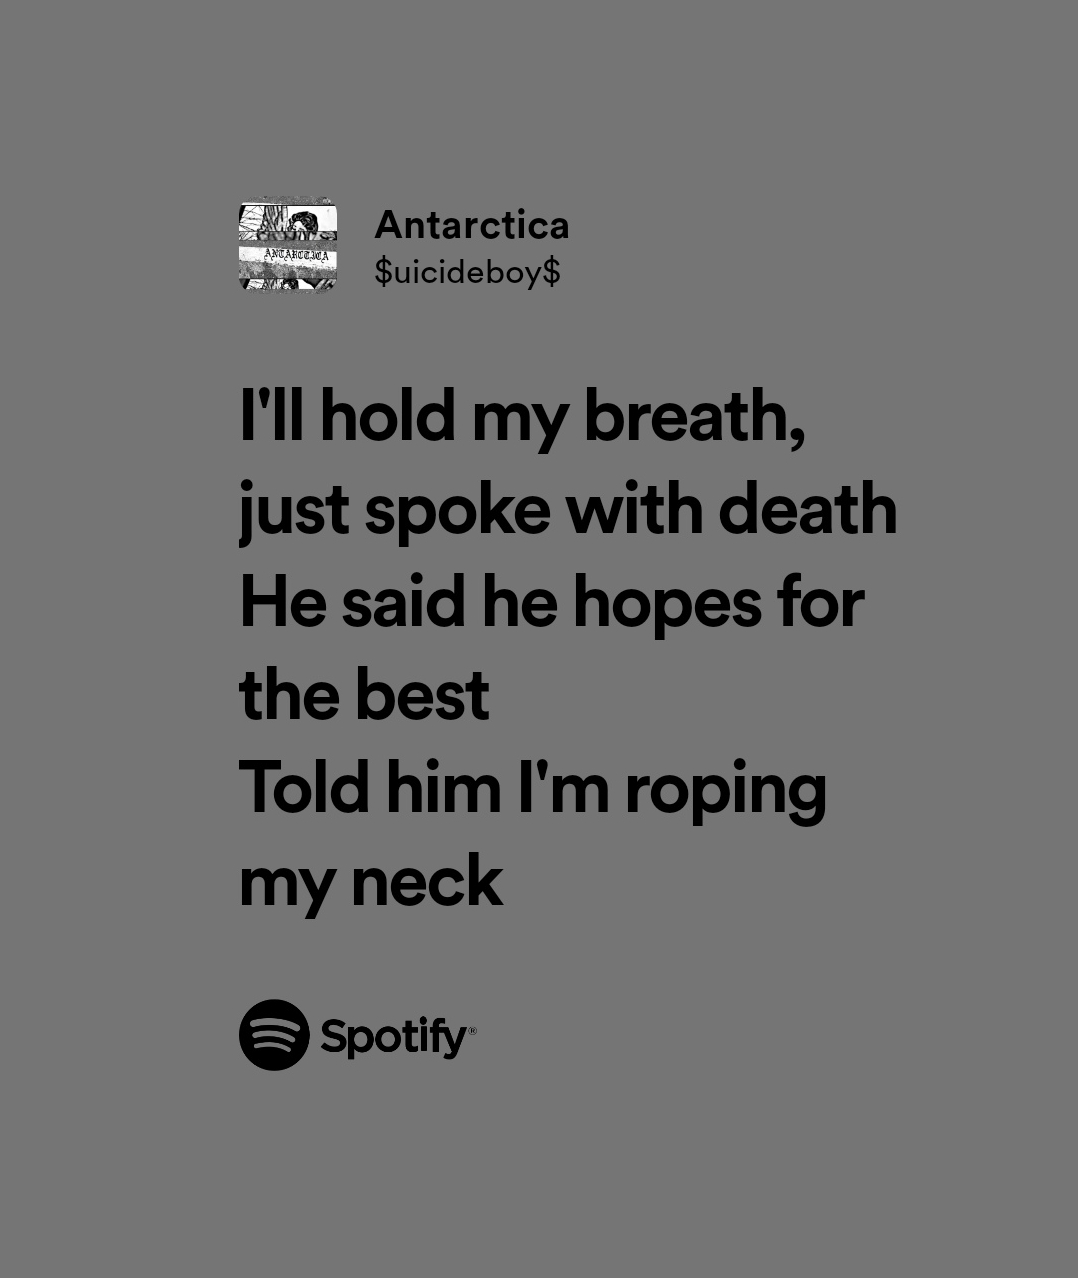 Antarctica
$uicideboy$
ANTARCTICA
I'll hold my breath,
just spoke with death
He said he hopes for
the best
Told him I'm roping
my neck
Spotify®